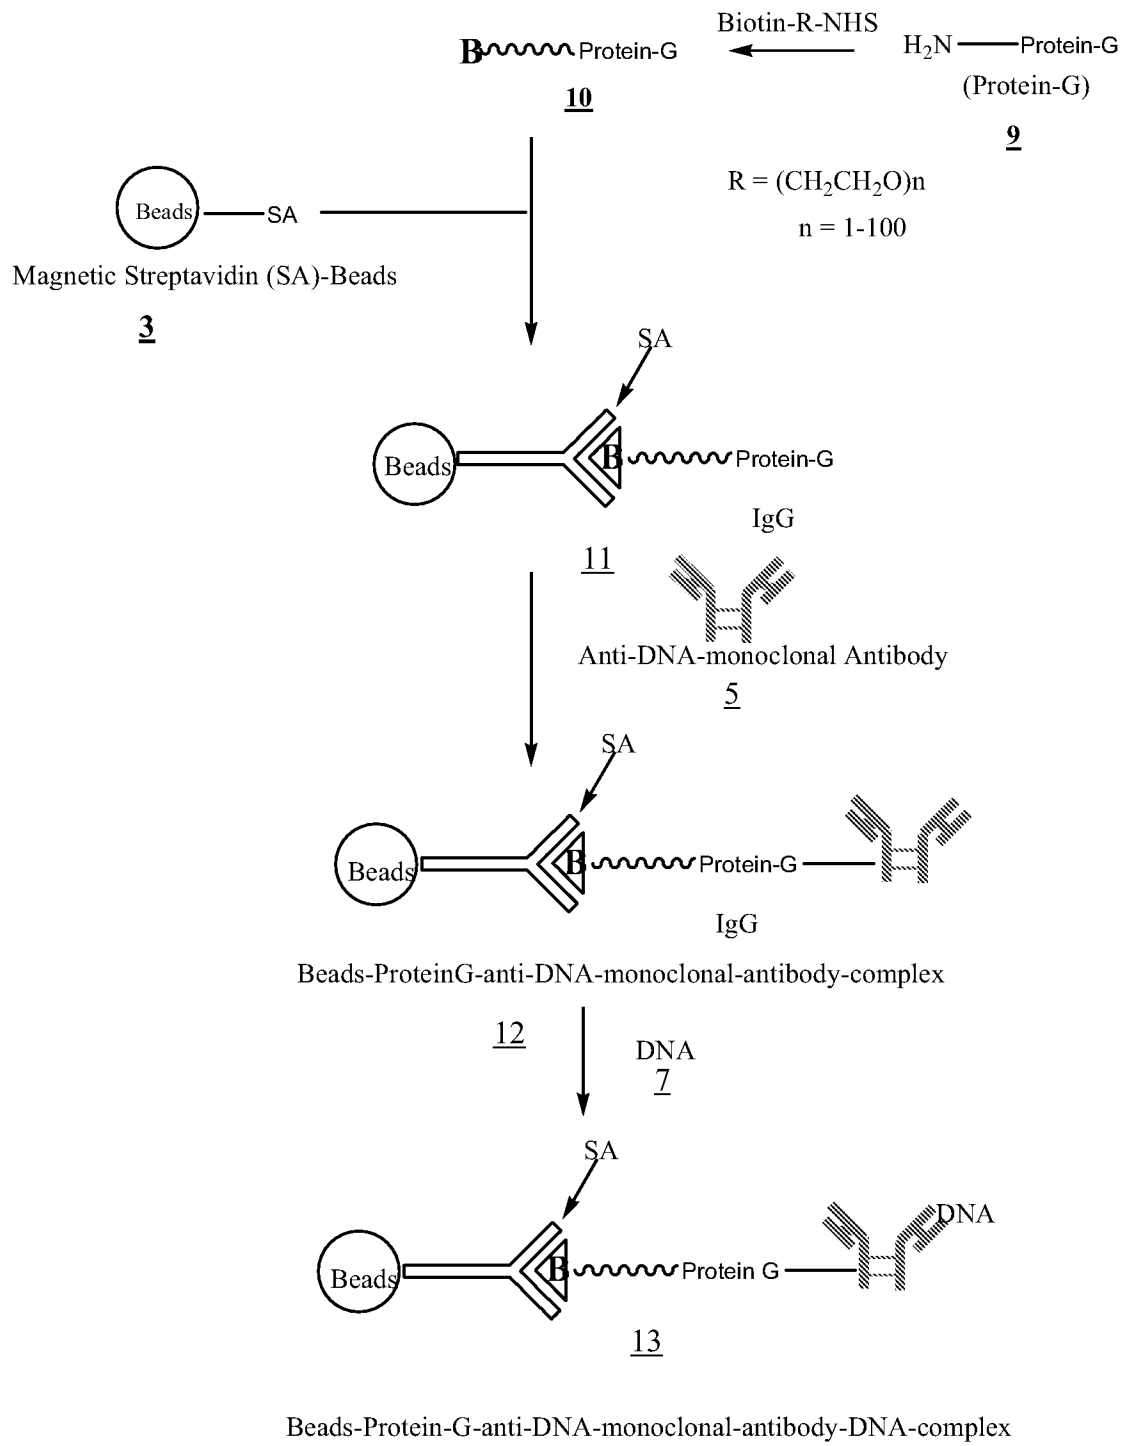 Biotin-R-NHS
B Protein-G
H₂N Protein-G
(Protein-G)
10
9
R = (CH₂CH₂O)n
n = 1-100
Beads SA
Magnetic Streptavidin (SA)-Beads
3
SA
Beads B Protein-G
IgG
11
Anti-DNA-monoclonal Antibody
5
SA
Beads B Protein-G
IgG
Beads-ProteinG-anti-DNA-monoclonal-antibody-complex
12
DNA
7
SA
DNA
Beads B Protein G
13
Beads-Protein-G-anti-DNA-monoclonal-antibody-DNA-complex